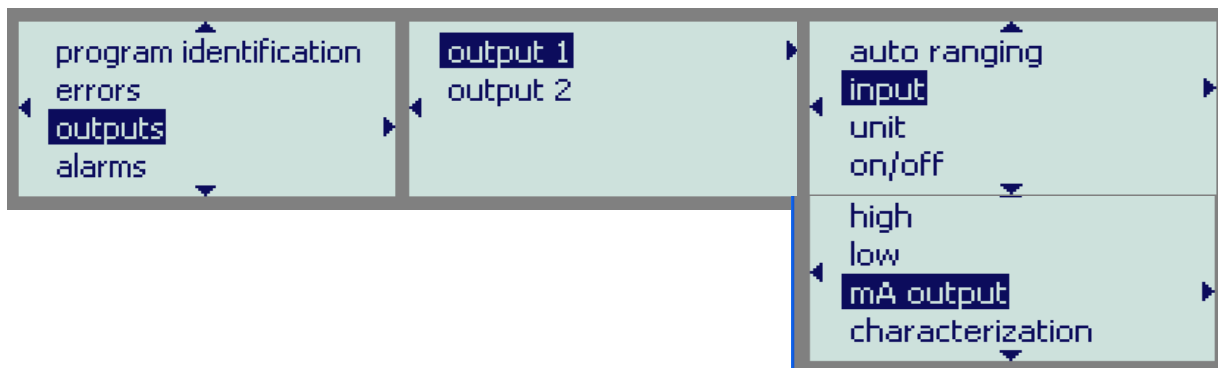 program identification
errors
outputs
alarms
output 1
output 2
auto ranging
input
unit
on/off
high
low
mA output
characterization